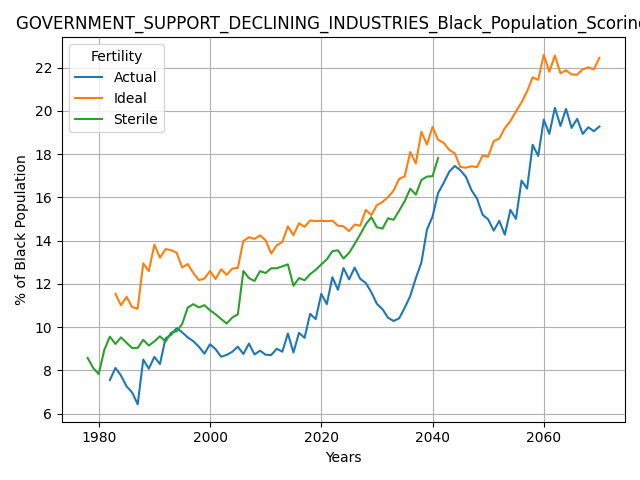 GOVERNMENT_SUPPORT_DECLINING_INDUSTRIES_Black_Population_Scoring
Fertility
Actual
Ideal
Sterile
% of Black Population
22
20
18
16
14
12
10
8
6
1980
2000
2020
2040
2060
Years